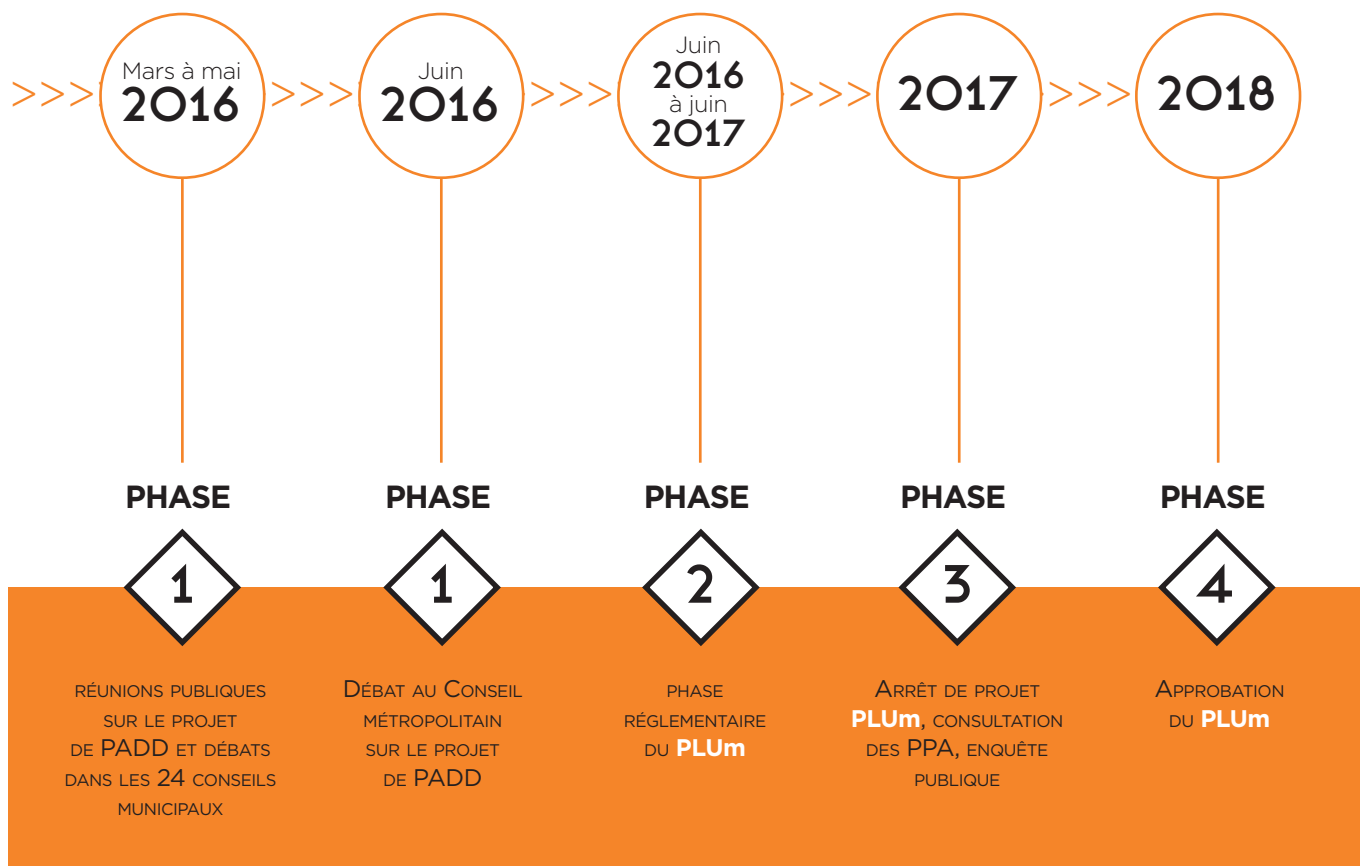 >>> Mars à mai
2016
>>> Juin
2016
>>> Juin
2016
à juin
2017
>>> 2017
>>> 2018
PHASE
1
RÉUNIONS PUBLIQUES
SUR LE PROJET
DE PADD ET DÉBATS
DANS LES 24 CONSEILS
MUNICIPAUX
PHASE
1
DÉBAT AU CONSEIL
MÉTROPOLITAIN
SUR LE PROJET
DE PADD
PHASE
2
PHASE
RÉGLEMENTAIRE
DU PLUm
PHASE
3
ARRÊT DE PROJET
PLUm, CONSULTATION
DES PPA, ENQUÊTE
PUBLIQUE
PHASE
4
APPROBATION
DU PLUm